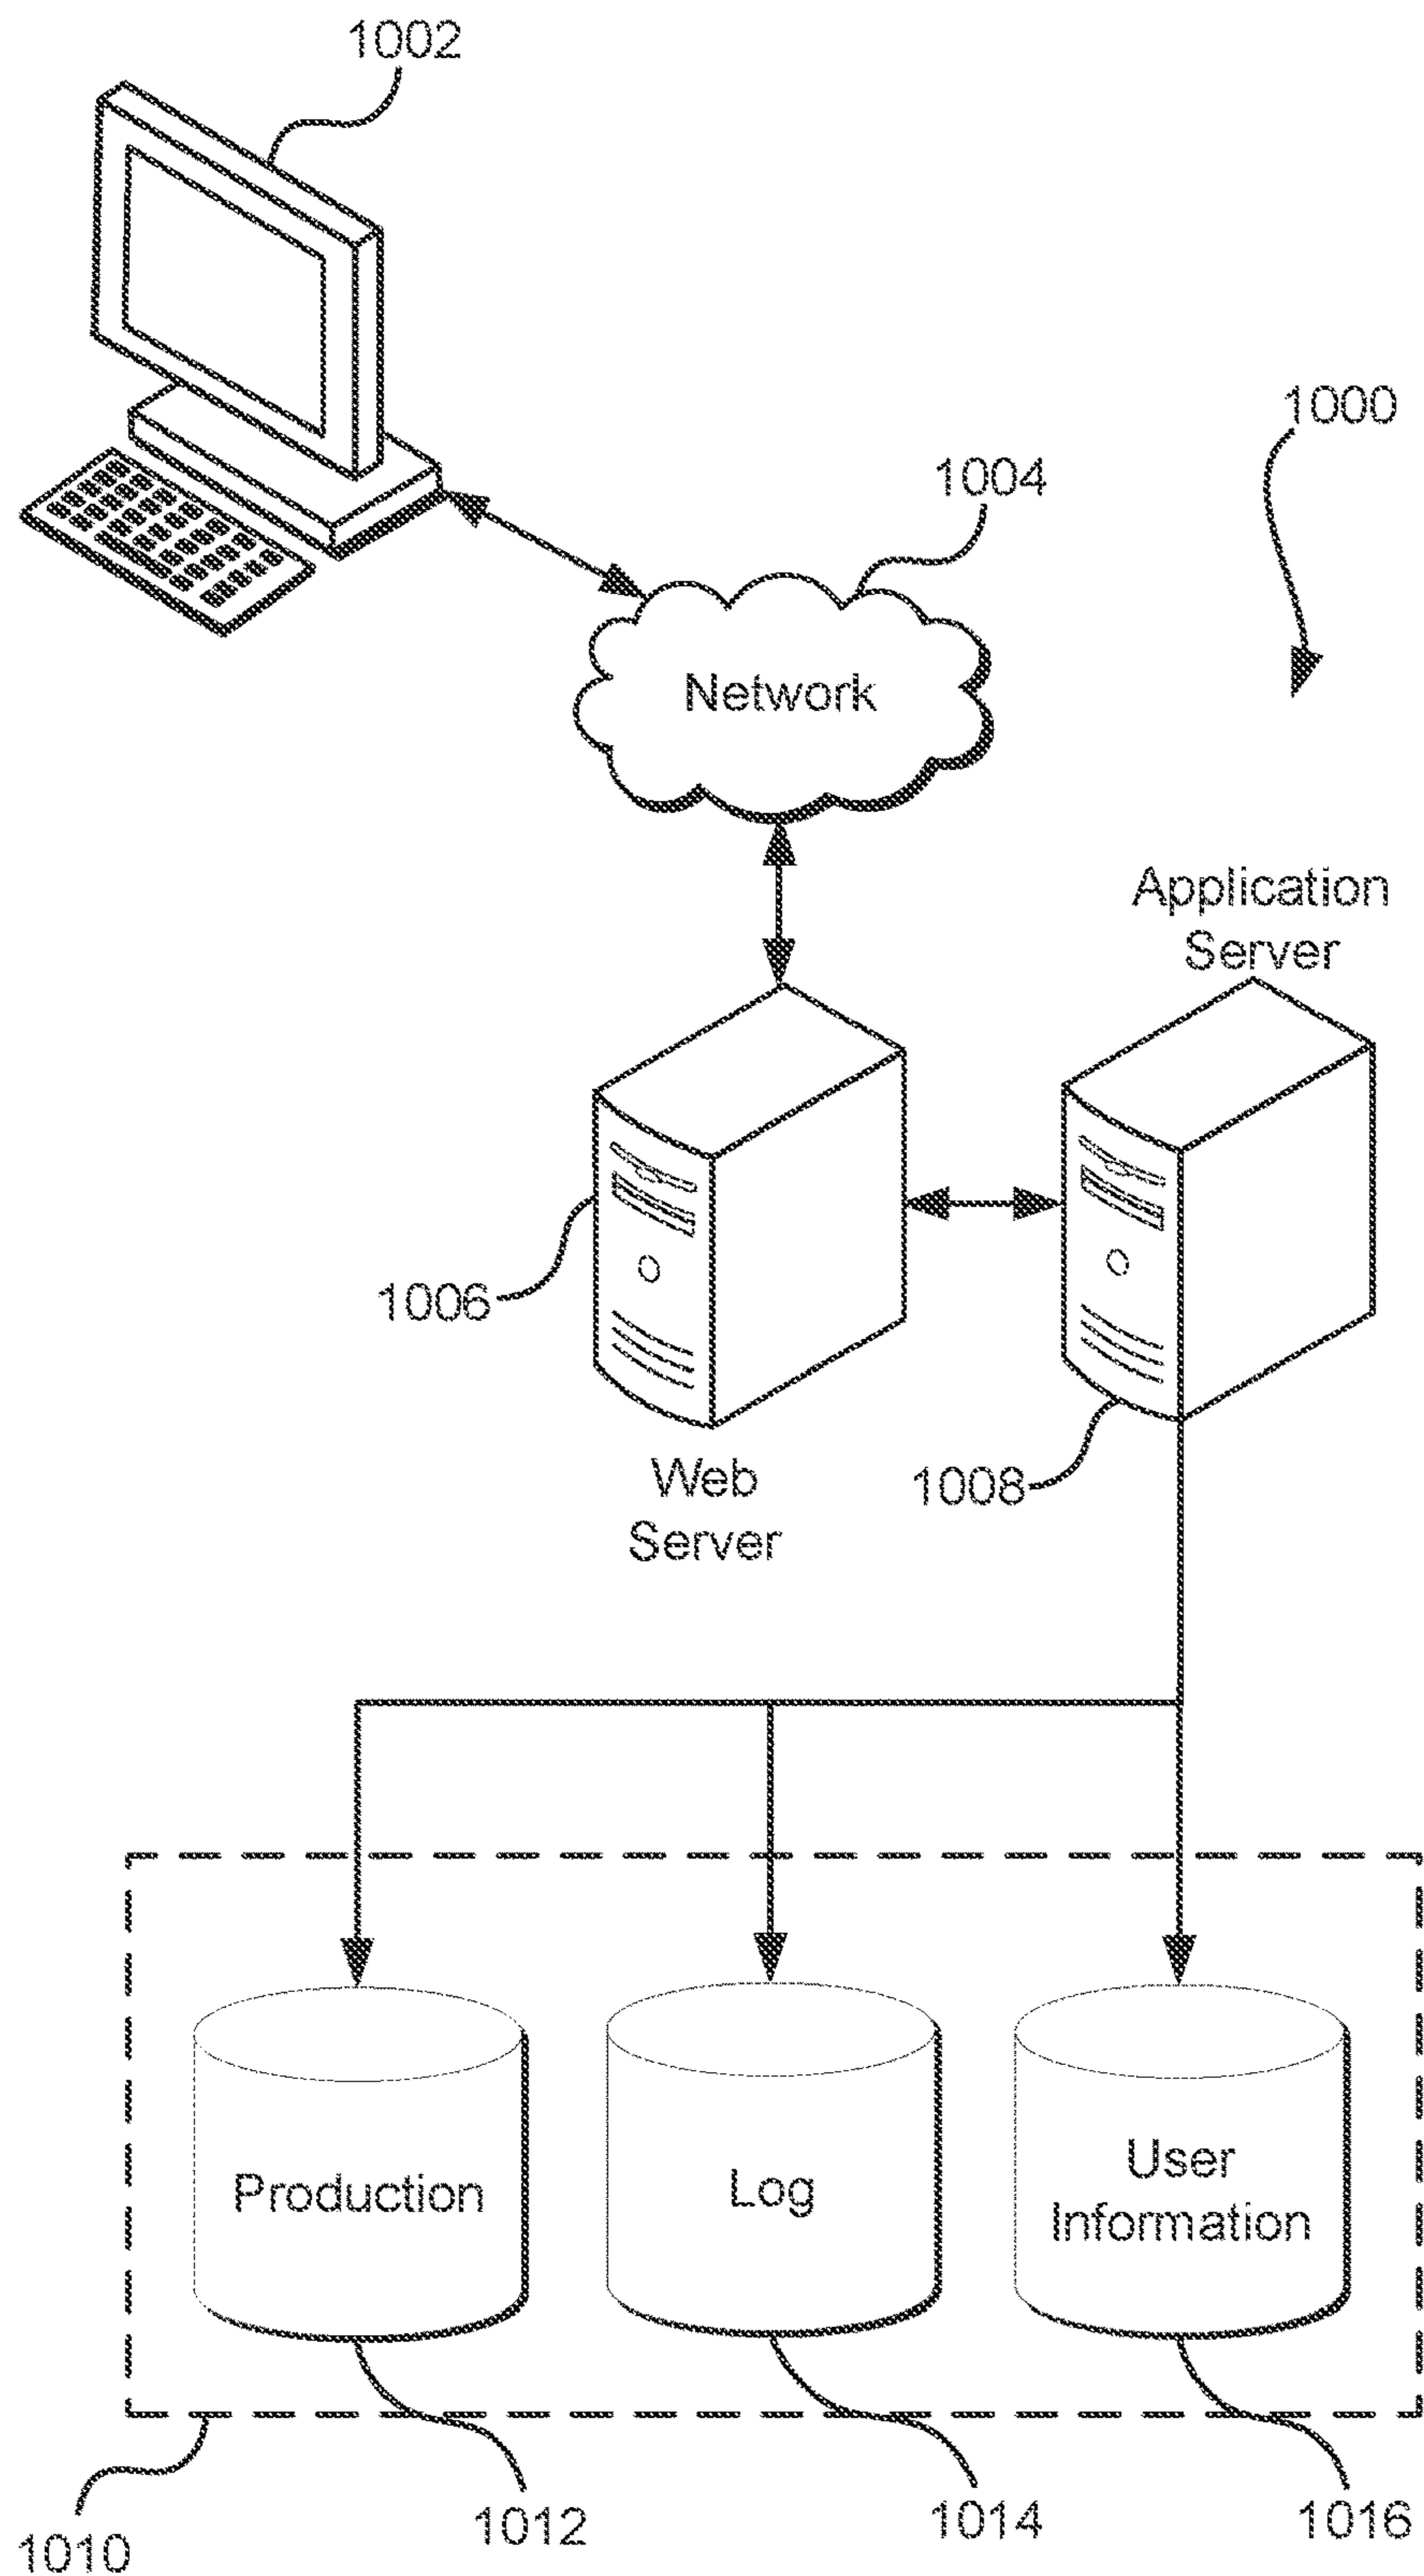 1002
1000
1004
Network
Application
Server
1006
Web
Server
1008
Production
Log
User
Information
1010
1012
1014
1016